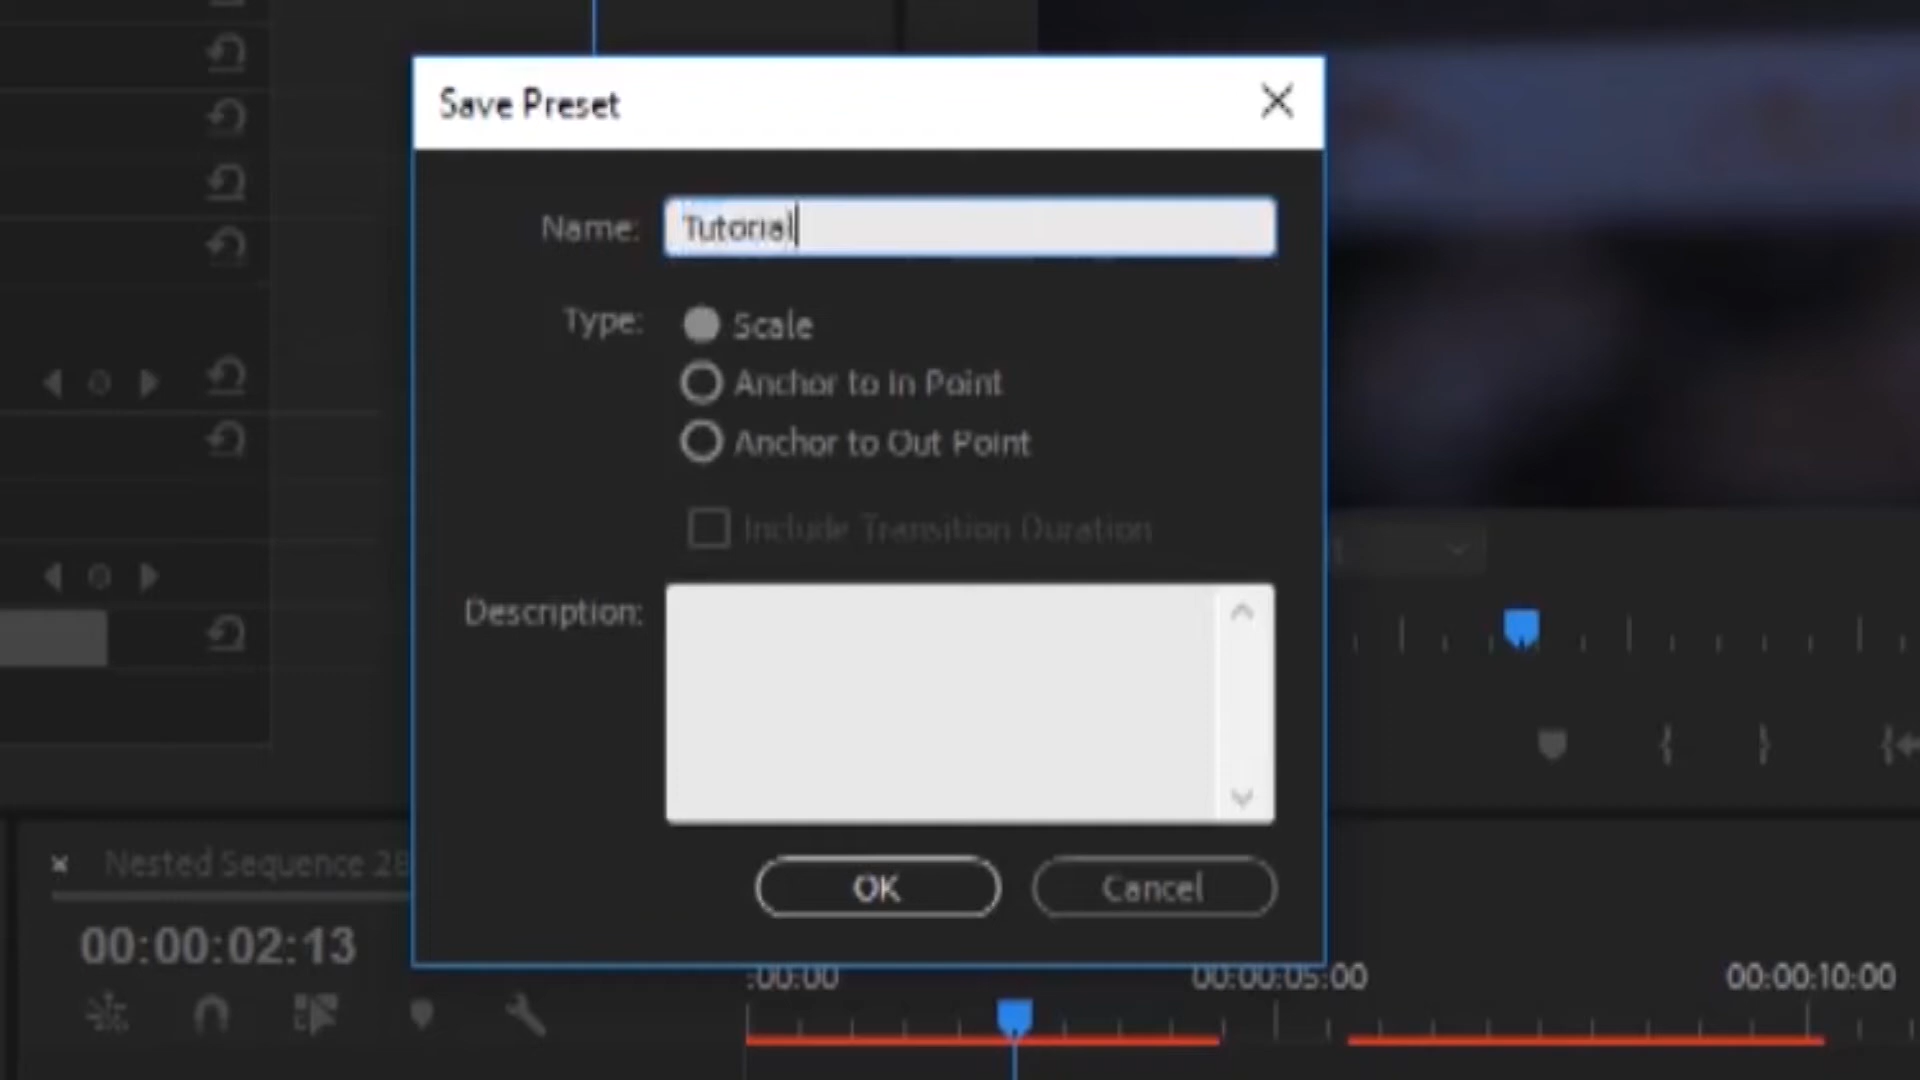 Save Preset
Name: Tutorial
Type: Scale
Anchor to In Point
Anchor to Out Point
Include Transition Duration
Description:
OK Cancel
Nested Sequence 28
00:00:02:13
:00:00 00:00:05:00 00:00:10:00